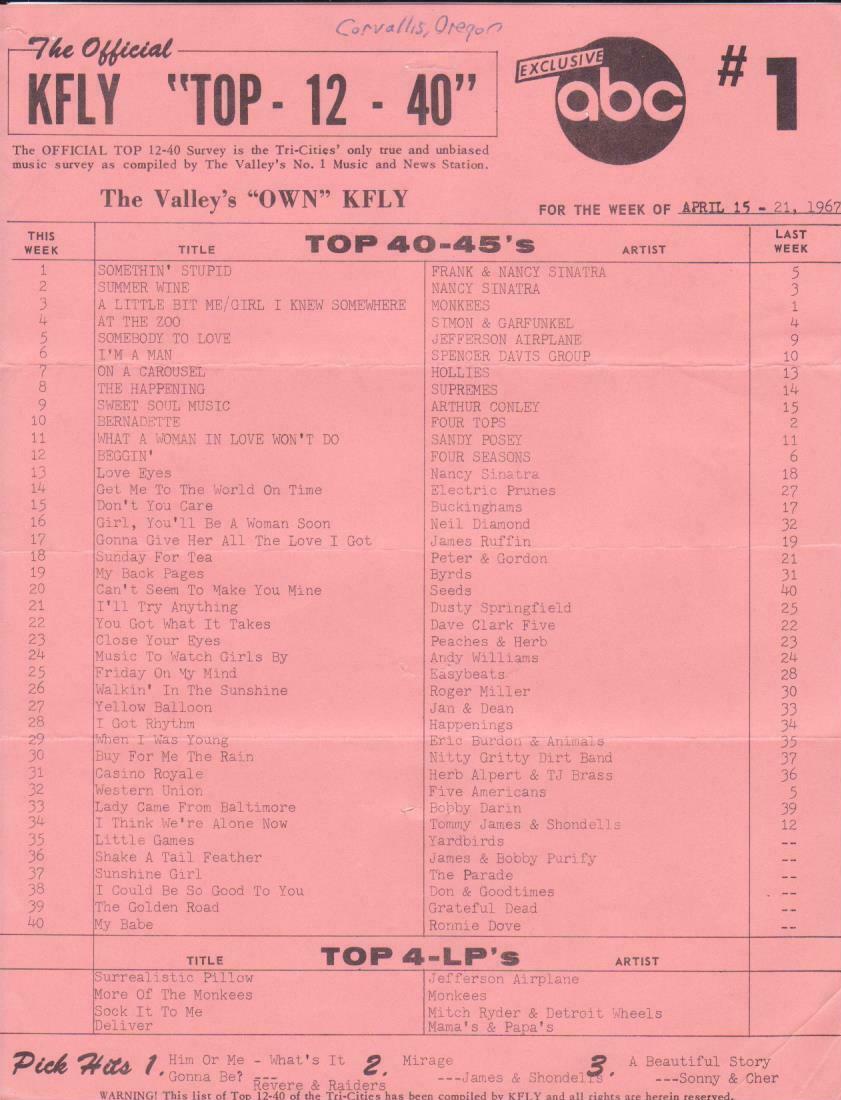 Corvallis, Oregon
The Official
KFLY "TOP - 12 - 40"
EXCLUSIVE
abc
# 1
The OFFICIAL TOP 12-40 Survey is the Tri-Cities' only true and unbiased
music survey as compiled by The Valley's No. 1 Music and News Station.
The Valley's "OWN" KFLY
FOR THE WEEK OF APRIL 15 - 21, 1967
THIS WEEK TITLE TOP 40-45's ARTIST LAST WEEK
1 SOMETHIN' STUPID FRANK & NANCY SINATRA 5
2 SUMMER WINE NANCY SINATRA 3
3 A LITTLE BIT ME/GIRL I KNEW SOMEWHERE MONKEES 1
4 AT THE ZOO SIMON & GARFUNKEL 4
5 SOMEBODY TO LOVE JEFFERSON AIRPLANE 9
6 I'M A MAN SPENCER DAVIS GROUP 10
7 ON A CAROUSEL HOLLIES 13
8 THE HAPPENING SUPREMES 14
9 SWEET SOUL MUSIC ARTHUR CONLEY 15
10 BERNADETTE FOUR TOPS 2
11 WHAT A WOMAN IN LOVE WON'T DO SANDY POSEY 11
12 BEGGIN' FOUR SEASONS 6
13 Love Eyes Nancy Sinatra 18
14 Get Me To The World On Time Electric Prunes 27
15 Don't You Care Buckinghams 17
16 Girl, You'll Be A Woman Soon Neil Diamond 32
17 Gonna Give Her All The Love I Got James Ruffin 19
18 Sunday For Tea Peter & Gordon 21
19 My Back Pages Byrds 31
20 Can't Seem To Make You Mine Seeds 40
21 I'll Try Anything Dusty Springfield 25
22 You Got What It Takes Dave Clark Five 22
23 Close Your Eyes Peaches & Herb 23
24 Music To Watch Girls By Andy Williams 24
25 Friday On My Mind Easybeats 28
26 Walkin' In The Sunshine Roger Miller 30
27 Yellow Balloon Jan & Dean 33
28 I Got Rhythm Happenings 34
29 When I Was Young Eric Burdon & Animals 35
30 Buy For Me The Rain Nitty Gritty Dirt Band 37
31 Casino Royale Herb Alpert & TJ Brass 36
32 Western Union Five Americans 5
33 Lady Came From Baltimore Bobby Darin 39
34 I Think We're Alone Now Tommy James & Shondells 12
35 Little Games Yardbirds --
36 Shake A Tail Feather James & Bobby Purify --
37 Sunshine Girl The Parade --
38 I Could Be So Good To You Don & Goodtimes --
39 The Golden Road Grateful Dead --
40 My Babe Ronnie Dove --
TITLE TOP 4-LP's ARTIST
Surrealistic Pillow Jefferson Airplane
More Of The Monkees Monkees
Sock It To Me Mitch Ryder & Detroit Wheels
Deliver Mama's & Papa's
Pick Hits 1. Him Or Me - What's It 2. Mirage 3. A Beautiful Story
Gonna Be? --- ---James & Shondells ---Sonny & Cher
Revere & Raiders
WARNING! This list of Top 12-40 of the Tri-Cities has been compiled by KFLY and all rights are herein reserved.